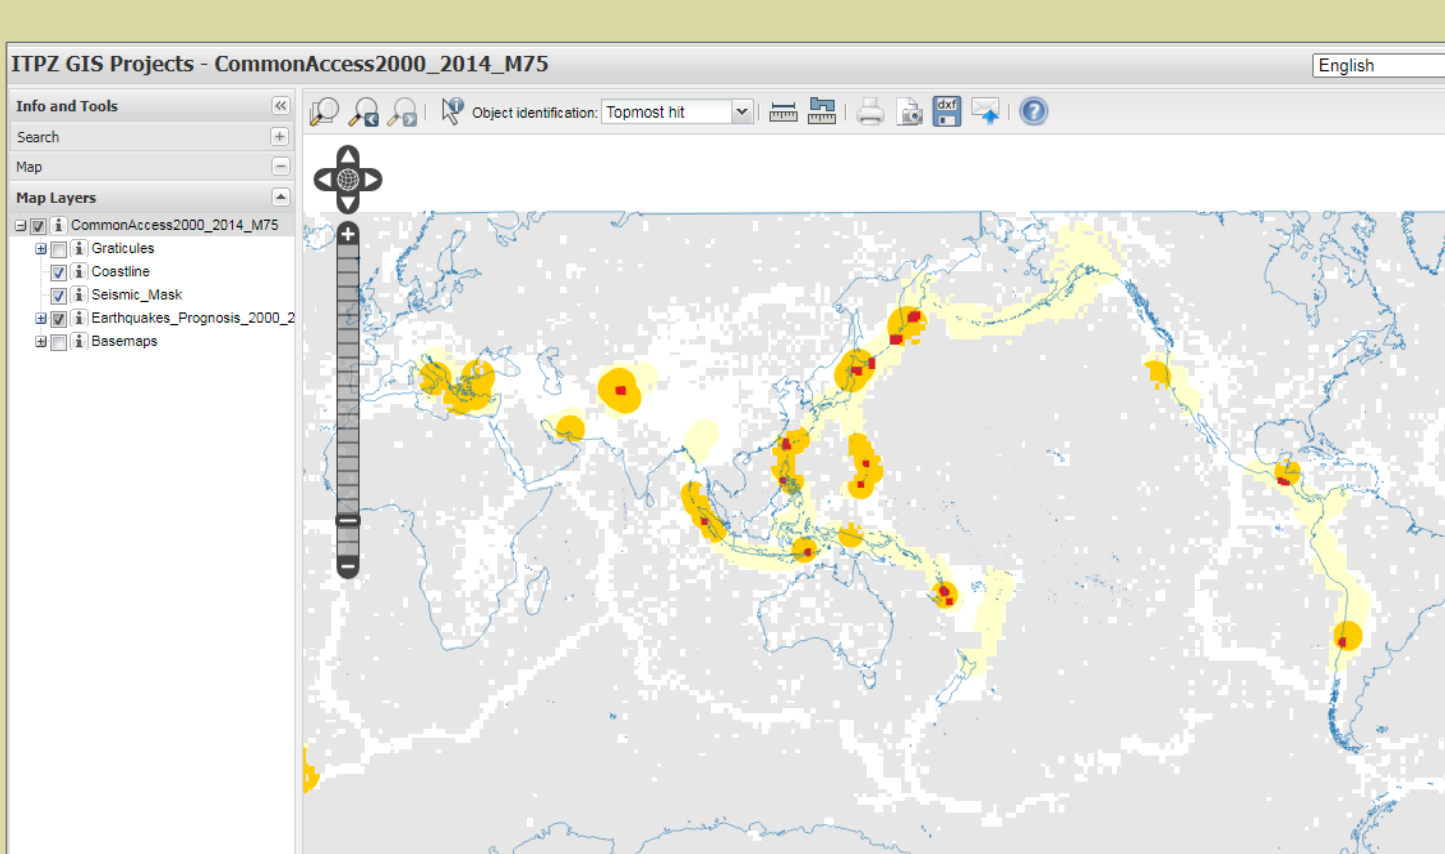 ITPZ GIS Projects - CommonAccess2000_2014_M75
English
Info and Tools
Object identification: Topmost hit
dxf
Search
Map
Map Layers
CommonAccess2000_2014_M75
Graticules
Coastline
Seismic_Mask
Earthquakes_Prognosis_2000_2
Basemaps